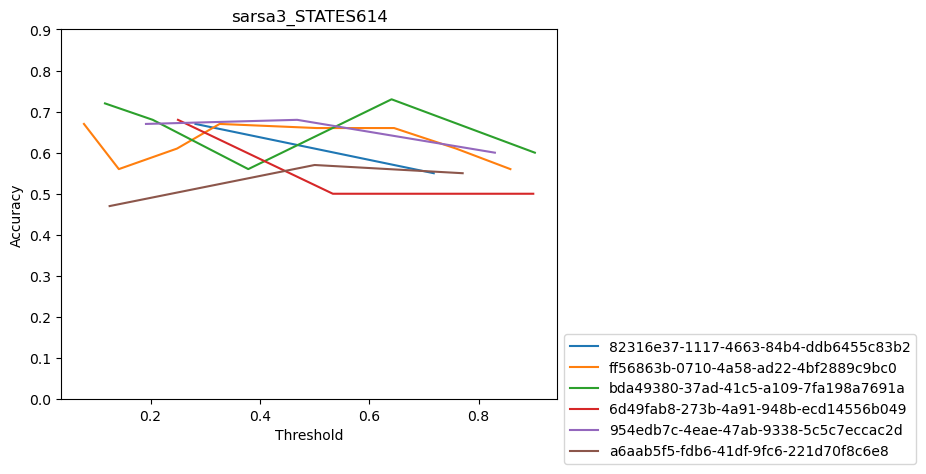 sarsa3_STATES614
0.9
0.8
0.7
0.6
0.5
0.4
0.3
0.2
0.1
0.0
Accuracy
0.2 0.4 0.6 0.8
Threshold
82316e37-1117-4663-84b4-ddb6455c83b2
ff56863b-0710-4a58-ad22-4bf2889c9bc0
bda49380-37ad-41c5-a109-7fa198a7691a
6d49fab8-273b-4a91-948b-ecd14556b049
954edb7c-4eae-47ab-9338-5c5c7eccac2d
a6aab5f5-fdb6-41df-9fc6-221d70f8c6e8